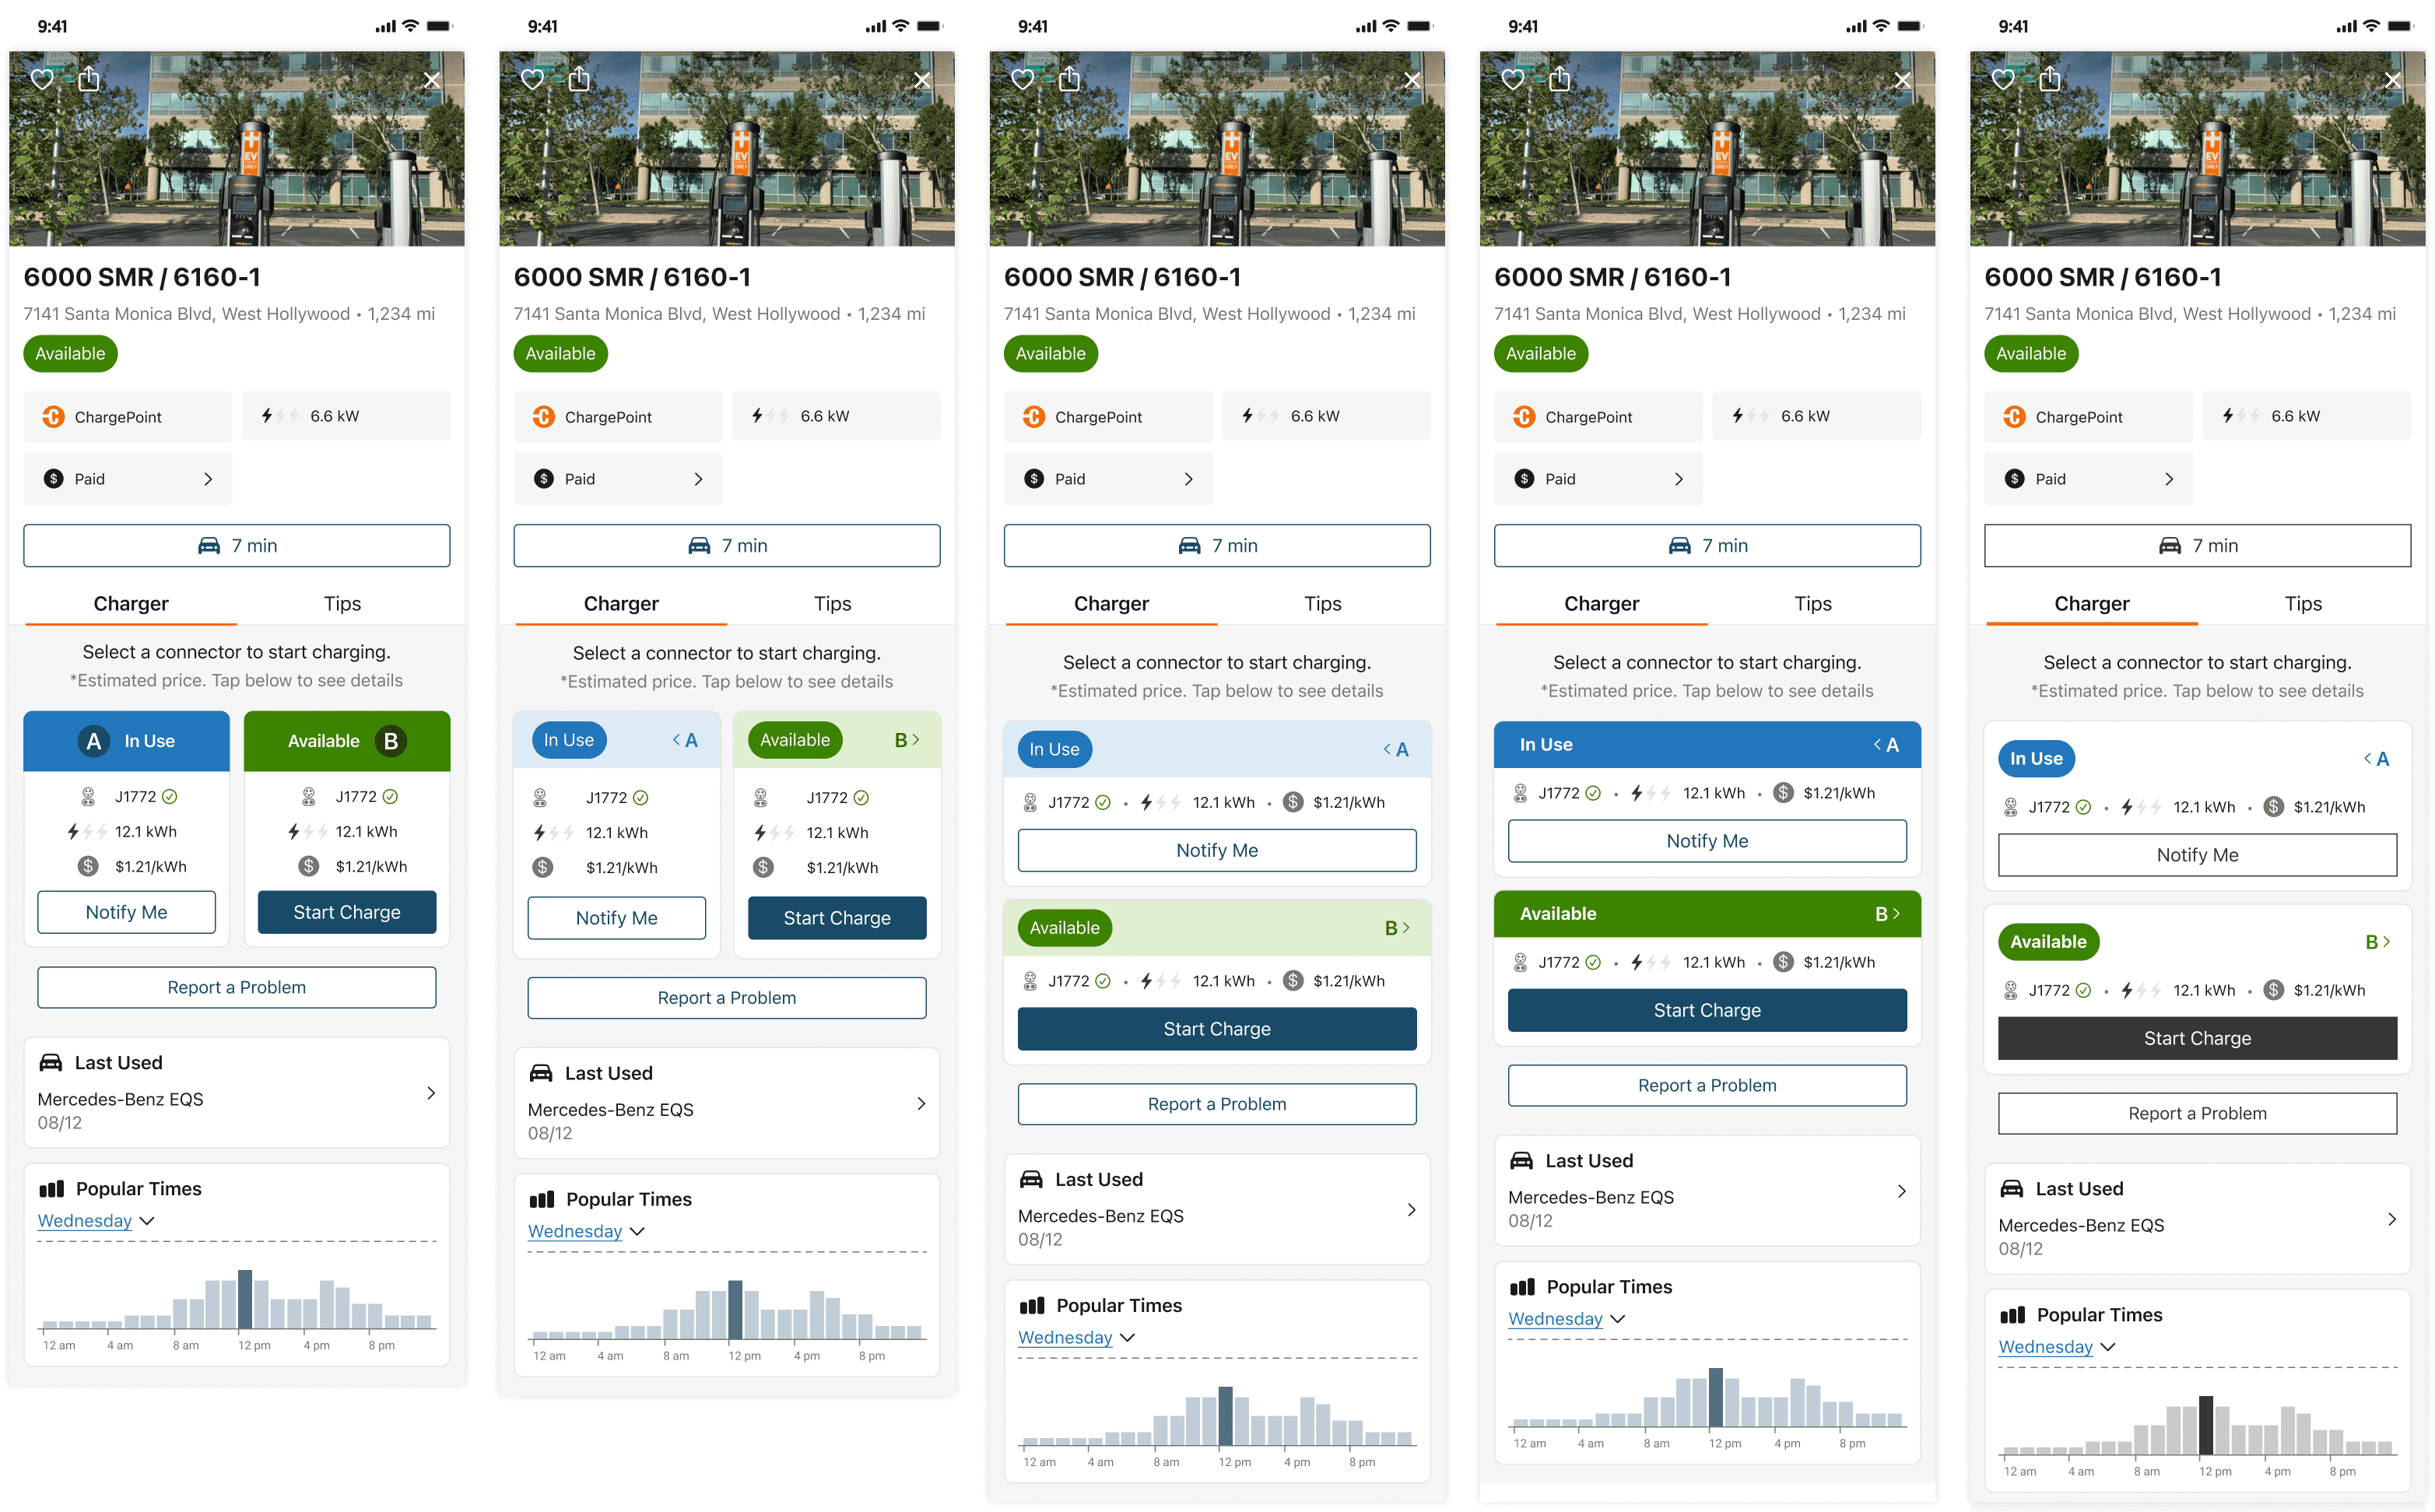 9:41
6000 SMR / 6160-1
7141 Santa Monica Blvd, West Hollywood • 1,234 mi
Available
ChargePoint
6.6 kW
Paid
7 min
Charger Tips
Select a connector to start charging.
*Estimated price. Tap below to see details
A In Use
Available B
J1772
J1772
12.1 kWh
12.1 kWh
$1.21/kWh
$1.21/kWh
Notify Me
Start Charge
Report a Problem
Last Used
Mercedes-Benz EQS
08/12
Popular Times
Wednesday
12 am 4 am 8 am 12 pm 4 pm 8 pm
9:41
EV
6000 SMR / 6160-1
7141 Santa Monica Blvd, West Hollywood • 1,234 mi
Available
ChargePoint
6.6 kW
Paid
7 min
Charger Tips
Select a connector to start charging.
*Estimated price. Tap below to see details
In Use < A
Available B >
J1772
J1772
12.1 kWh
12.1 kWh
$1.21/kWh
$1.21/kWh
Notify Me
Start Charge
Report a Problem
Last Used
Mercedes-Benz EQS
08/12
Popular Times
Wednesday
12 am 4 am 8 am 12 pm 4 pm 8 pm
9:41
EV
6000 SMR / 6160-1
7141 Santa Monica Blvd, West Hollywood • 1,234 mi
Available
ChargePoint
6.6 kW
Paid
7 min
Charger Tips
Select a connector to start charging.
*Estimated price. Tap below to see details
In Use < A
J1772 • 12.1 kWh • $1.21/kWh
Notify Me
Available B >
J1772 • 12.1 kWh • $1.21/kWh
Start Charge
Report a Problem
Last Used
Mercedes-Benz EQS
08/12
Popular Times
Wednesday
12 am 4 am 8 am 12 pm 4 pm 8 pm
9:41
EV
6000 SMR / 6160-1
7141 Santa Monica Blvd, West Hollywood • 1,234 mi
Available
ChargePoint
6.6 kW
Paid
7 min
Charger Tips
Select a connector to start charging.
*Estimated price. Tap below to see details
In Use < A
J1772 • 12.1 kWh • $1.21/kWh
Notify Me
Available B >
J1772 • 12.1 kWh • $1.21/kWh
Start Charge
Report a Problem
Last Used
Mercedes-Benz EQS
08/12
Popular Times
Wednesday
12 am 4 am 8 am 12 pm 4 pm 8 pm
9:41
EV
6000 SMR / 6160-1
7141 Santa Monica Blvd, West Hollywood • 1,234 mi
Available
ChargePoint
6.6 kW
Paid
7 min
Charger Tips
Select a connector to start charging.
*Estimated price. Tap below to see details
In Use < A
J1772 • 12.1 kWh • $1.21/kWh
Notify Me
Available B >
J1772 • 12.1 kWh • $1.21/kWh
Start Charge
Report a Problem
Last Used
Mercedes-Benz EQS
08/12
Popular Times
Wednesday
12 am 4 am 8 am 12 pm 4 pm 8 pm